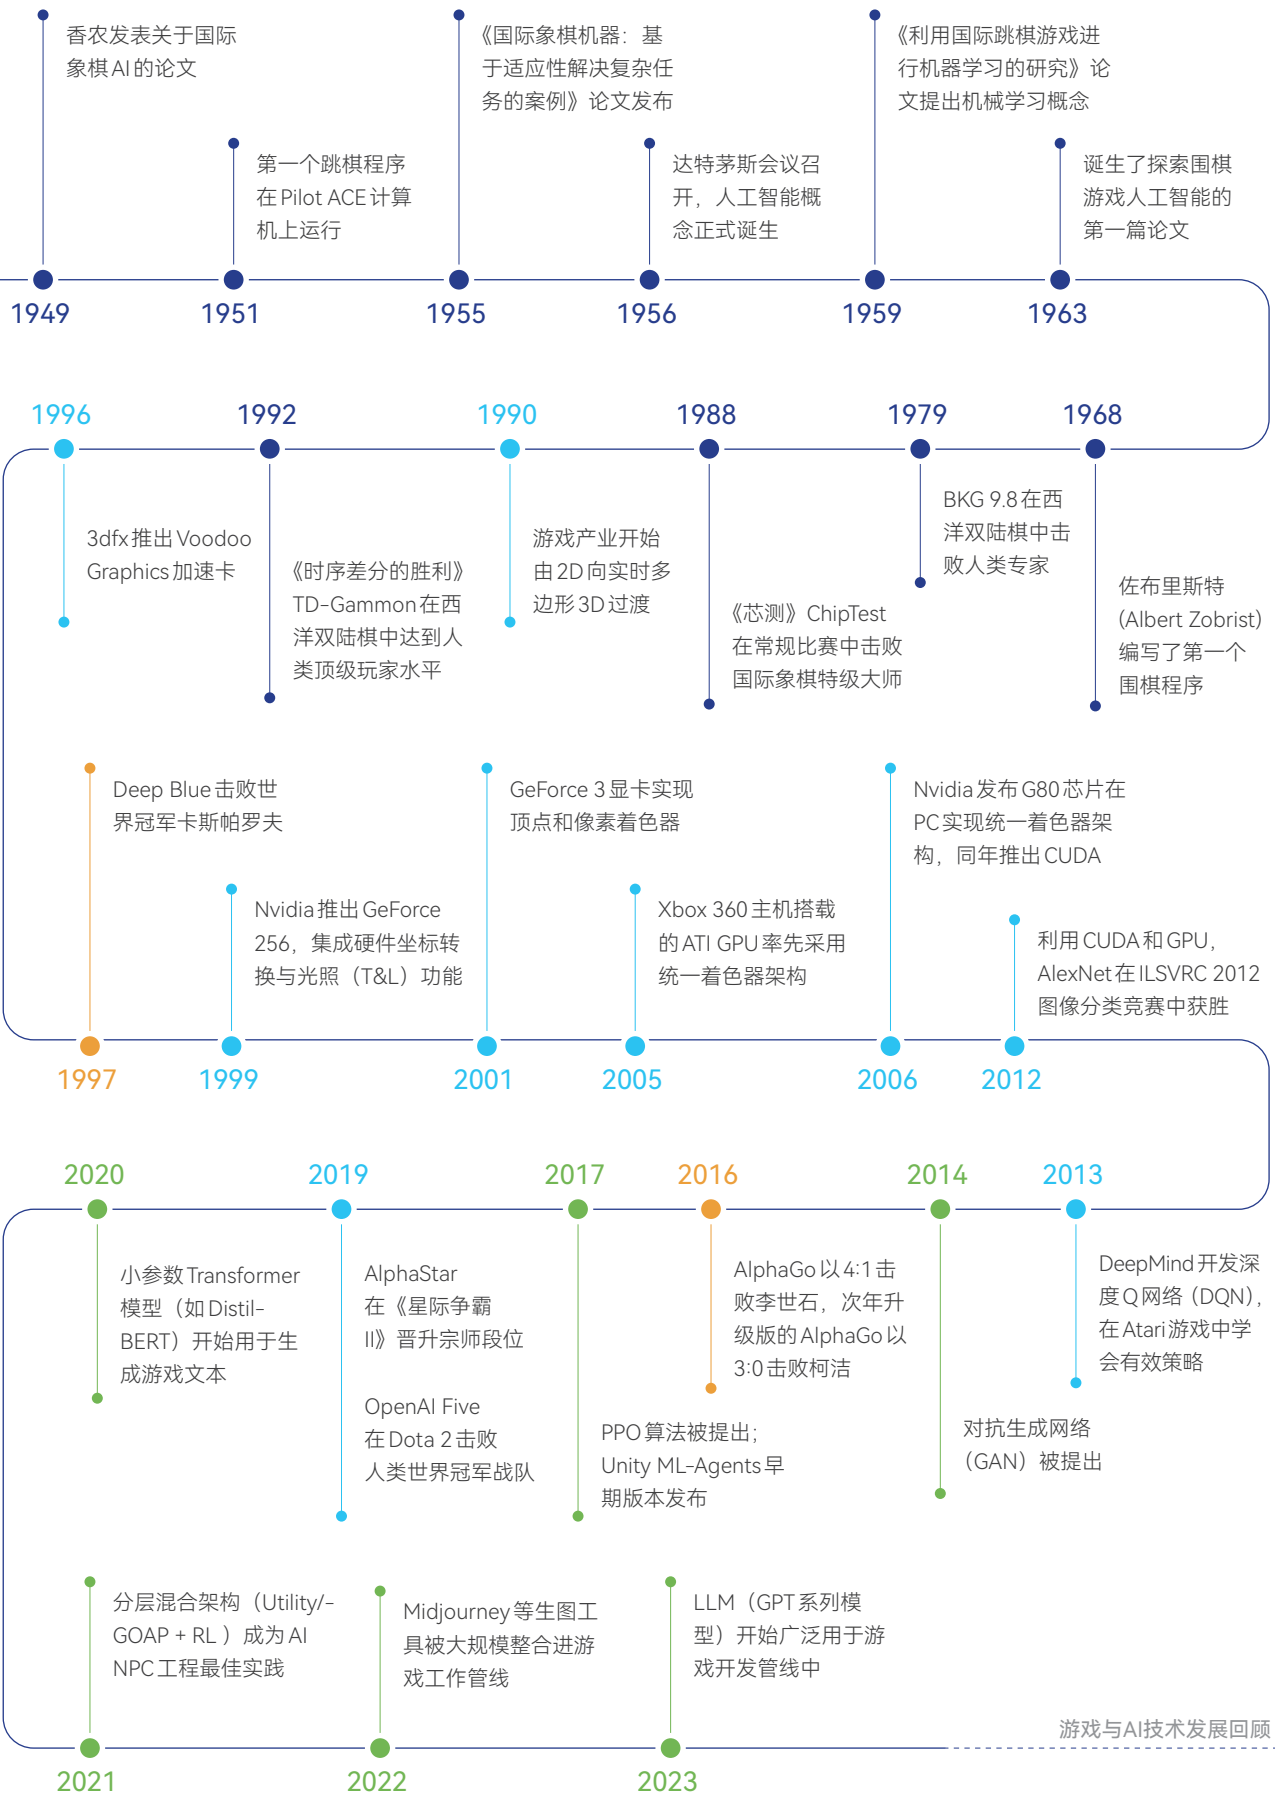 香农发表关于国际
象棋AI的论文
1949
第一个跳棋程序
在Pilot ACE计算
机上运行
1951
《国际象棋机器：基
于适应性解决复杂任
务的案例》论文发布
1955
达特茅斯会议召
开，人工智能概
念正式诞生
1956
《利用国际跳棋游戏进
行机器学习的研究》论
文提出机械学习概念
1959
诞生了探索围棋
游戏人工智能的
第一篇论文
1963
1968
佐布里斯特
(Albert Zobrist)
编写了第一个
围棋程序
1979
BKG 9.8在西
洋双陆棋中击
败人类专家
1988
《芯测》ChipTest
在常规比赛中击败
国际象棋特级大师
1990
游戏产业开始
由2D向实时多
边形3D过渡
1992
《时序差分的胜利》
TD-Gammon在西
洋双陆棋中达到人
类顶级玩家水平
1996
3dfx推出Voodoo
Graphics加速卡
Deep Blue击败世
界冠军卡斯帕罗夫
1997
Nvidia推出GeForce
256，集成硬件坐标转
换与光照（T&L）功能
1999
GeForce 3显卡实现
顶点和像素着色器
2001
Xbox 360主机搭载
的ATI GPU率先采用
统一着色器架构
2005
Nvidia发布G80芯片在
PC实现统一着色器架
构，同年推出CUDA
2006
利用CUDA和GPU，
AlexNet在ILSVRC 2012
图像分类竞赛中获胜
2012
2013
DeepMind开发深
度Q网络（DQN），
在Atari游戏中学
会有效策略
2014
对抗生成网络
（GAN）被提出
2016
AlphaGo以4:1击
败李世石，次年升
级版的AlphaGo以
3:0击败柯洁
2017
PPO算法被提出；
Unity ML-Agents早
期版本发布
2019
AlphaStar
在《星际争霸
II》晋升宗师段位
OpenAI Five
在Dota 2击败
人类世界冠军战队
2020
小参数Transformer
模型（如Distil-
BERT）开始用于生
成游戏文本
分层混合架构（Utility/-
GOAP + RL ）成为AI
NPC工程最佳实践
2021
Midjourney等生图工
具被大规模整合进游
戏工作管线
2022
LLM（GPT系列模
型）开始广泛用于游
戏开发管线中
2023
游戏与AI技术发展回顾